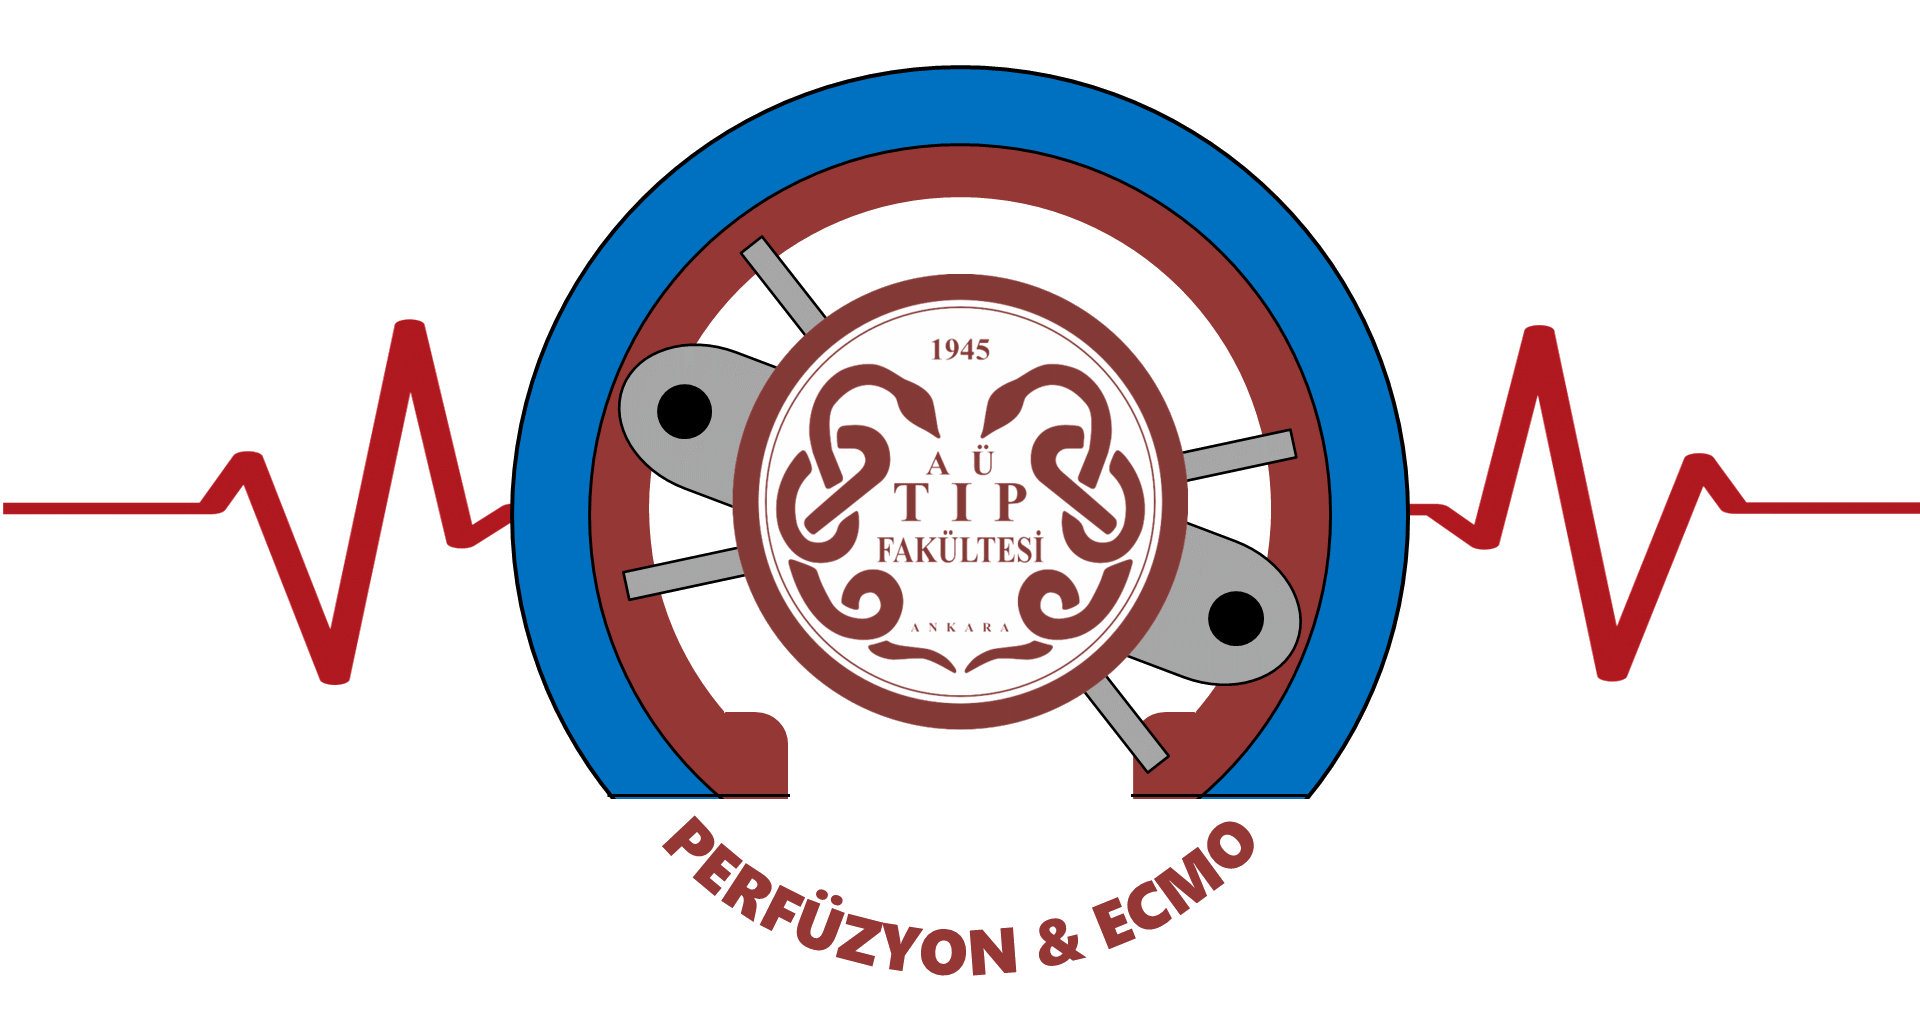 1945
A Ü
TIP
FAKÜLTESİ
ANKARA
PERFÜZYON & ECMO